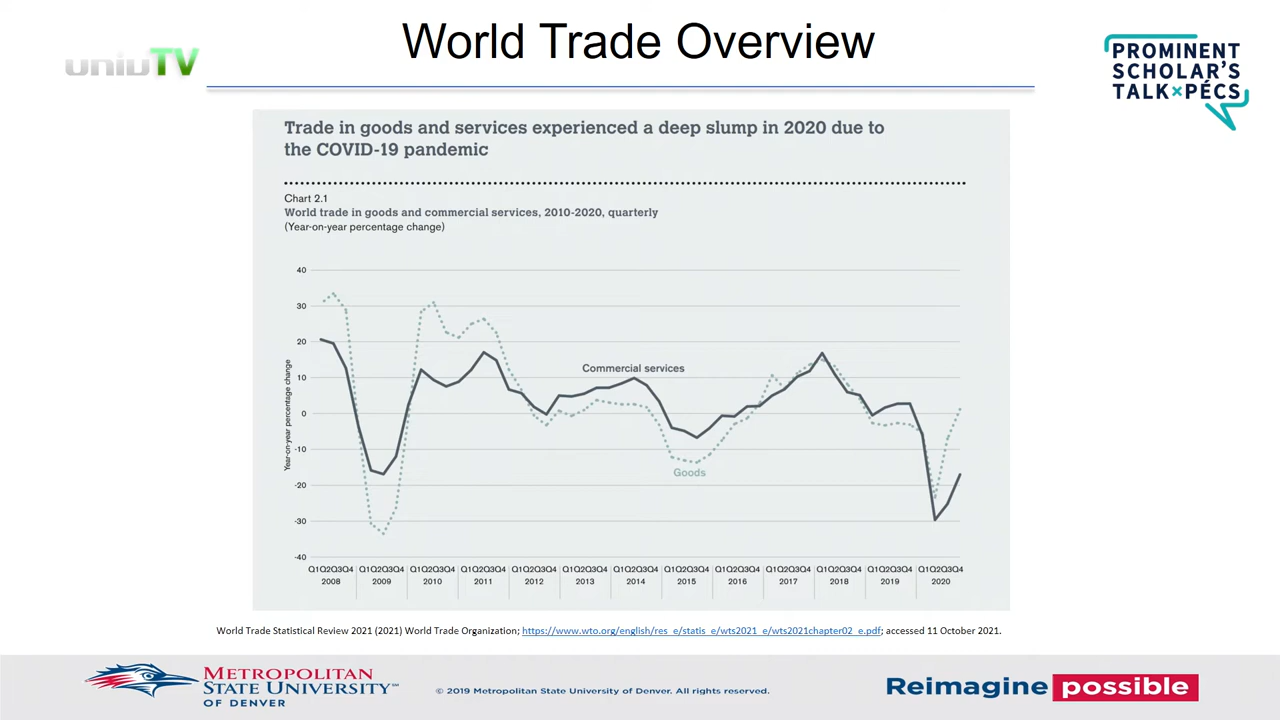 World Trade Overview
uniuTV
PROMINENT
SCHOLAR'S
TALK×PÉCS
Trade in goods and services experienced a deep slump in 2020 due to
the COVID-19 pandemic
Chart 2.1
World trade in goods and commercial services, 2010-2020, quarterly
(Year-on-year percentage change)
Year-on-year percentage change
40
30
20
10
0
-10
-20
-30
-40
Commercial services
Goods
Q1Q2Q3Q4 Q1Q2Q3Q4 Q1Q2Q3Q4 Q1Q2Q3Q4 Q1Q2Q3Q4 Q1Q2Q3Q4 Q1Q2Q3Q4 Q1Q2Q3Q4 Q1Q2Q3Q4 Q1Q2Q3Q4 Q1Q2Q3Q4 Q1Q2Q3Q4 Q1Q2Q3Q4
2008 2009 2010 2011 2012 2013 2014 2015 2016 2017 2018 2019 2020
World Trade Statistical Review 2021 (2021) World Trade Organization; https://www.wto.org/english/res_e/statis_e/wts2021_e/wts2021chapter02_e.pdf; accessed 11 October 2021.
METROPOLITAN
STATE UNIVERSITY℠
OF DENVER
© 2019 Metropolitan State University of Denver. All rights reserved.
Reimagine possible